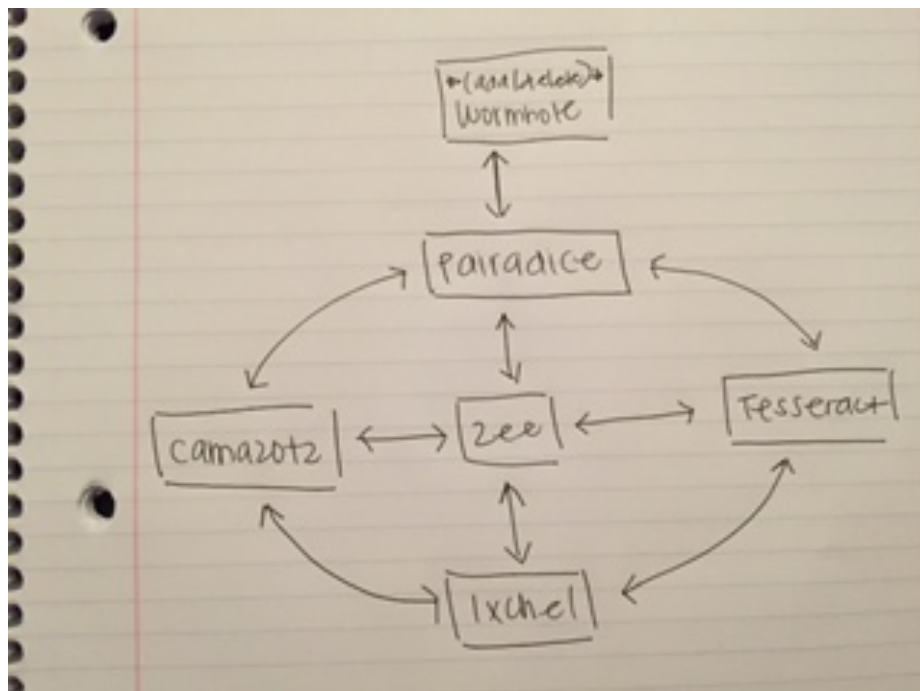 wormhole
Pairadice
Camazotz
Zee
Tesseract
Ixchel